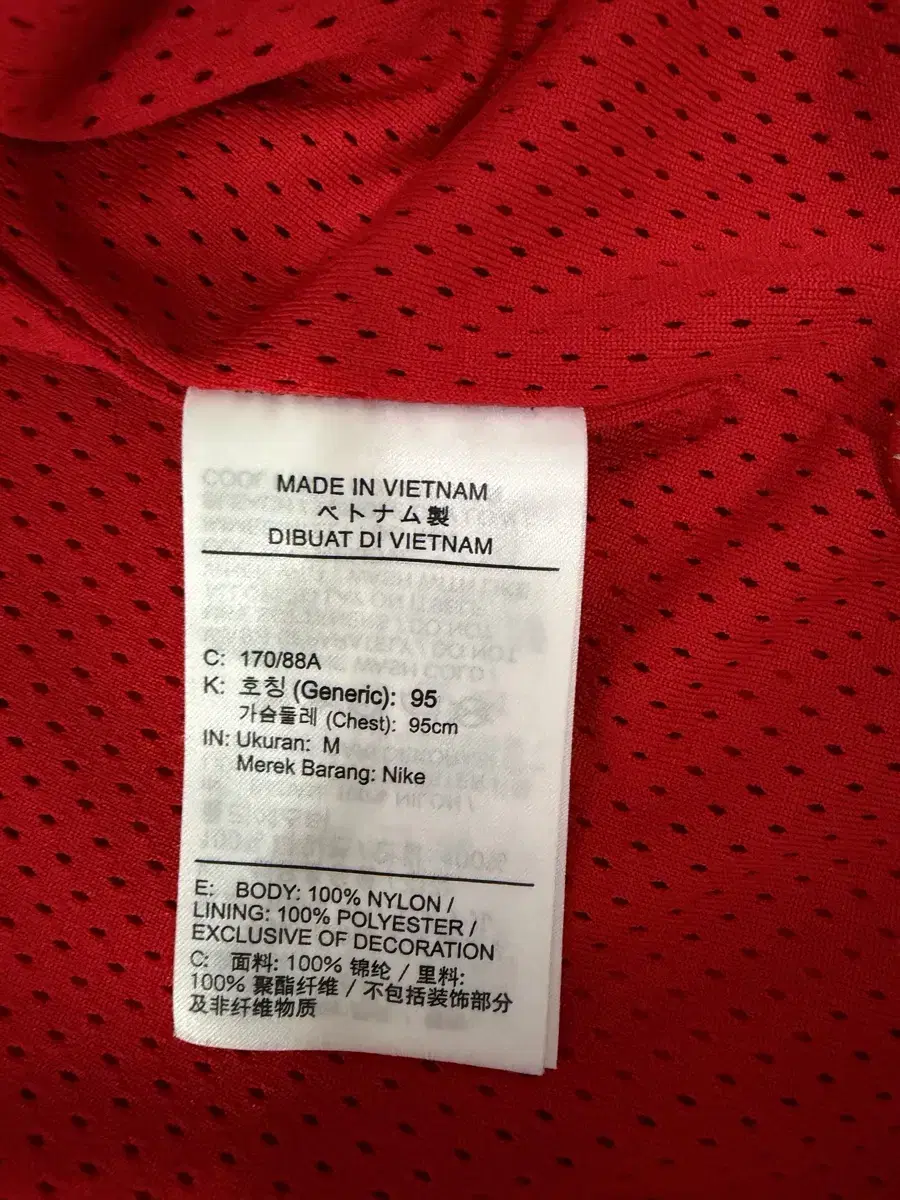 MADE IN VIETNAM
ベトナム製
DIBUAT DI VIETNAM
C: 170/88A
K: 호칭 (Generic): 95
가슴둘레 (Chest): 95cm
IN: Ukuran: M
Merek Barang: Nike
E: BODY: 100% NYLON /
LINING: 100% POLYESTER /
EXCLUSIVE OF DECORATION
C: 面料: 100% 锦纶 / 里料:
100% 聚酯纤维 / 不包括装饰部分
及非纤维物质